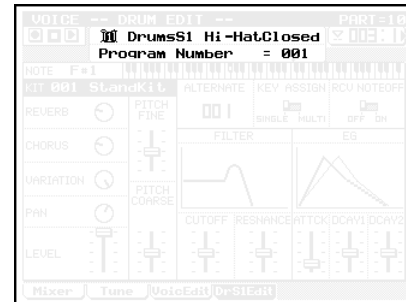 VOICE -- DRUM EDIT -- PART=10
DrumsS1 Hi-HatClosed
Program Number = 001
NOTE F#1
KIT 001 StandKit
ALTERNATE KEY ASSIGN RCV NOTEOFF
REVERB
PITCH
FINE
001
SINGLE MULTI
OFF ON
CHORUS
FILTER
EG
VARIATION
PITCH
COARSE
PAN
CUTOFF RESNANCE ATTCK DCAY1 DCAY2
LEVEL
Mixer Tune VoicEdit DrS1Edit